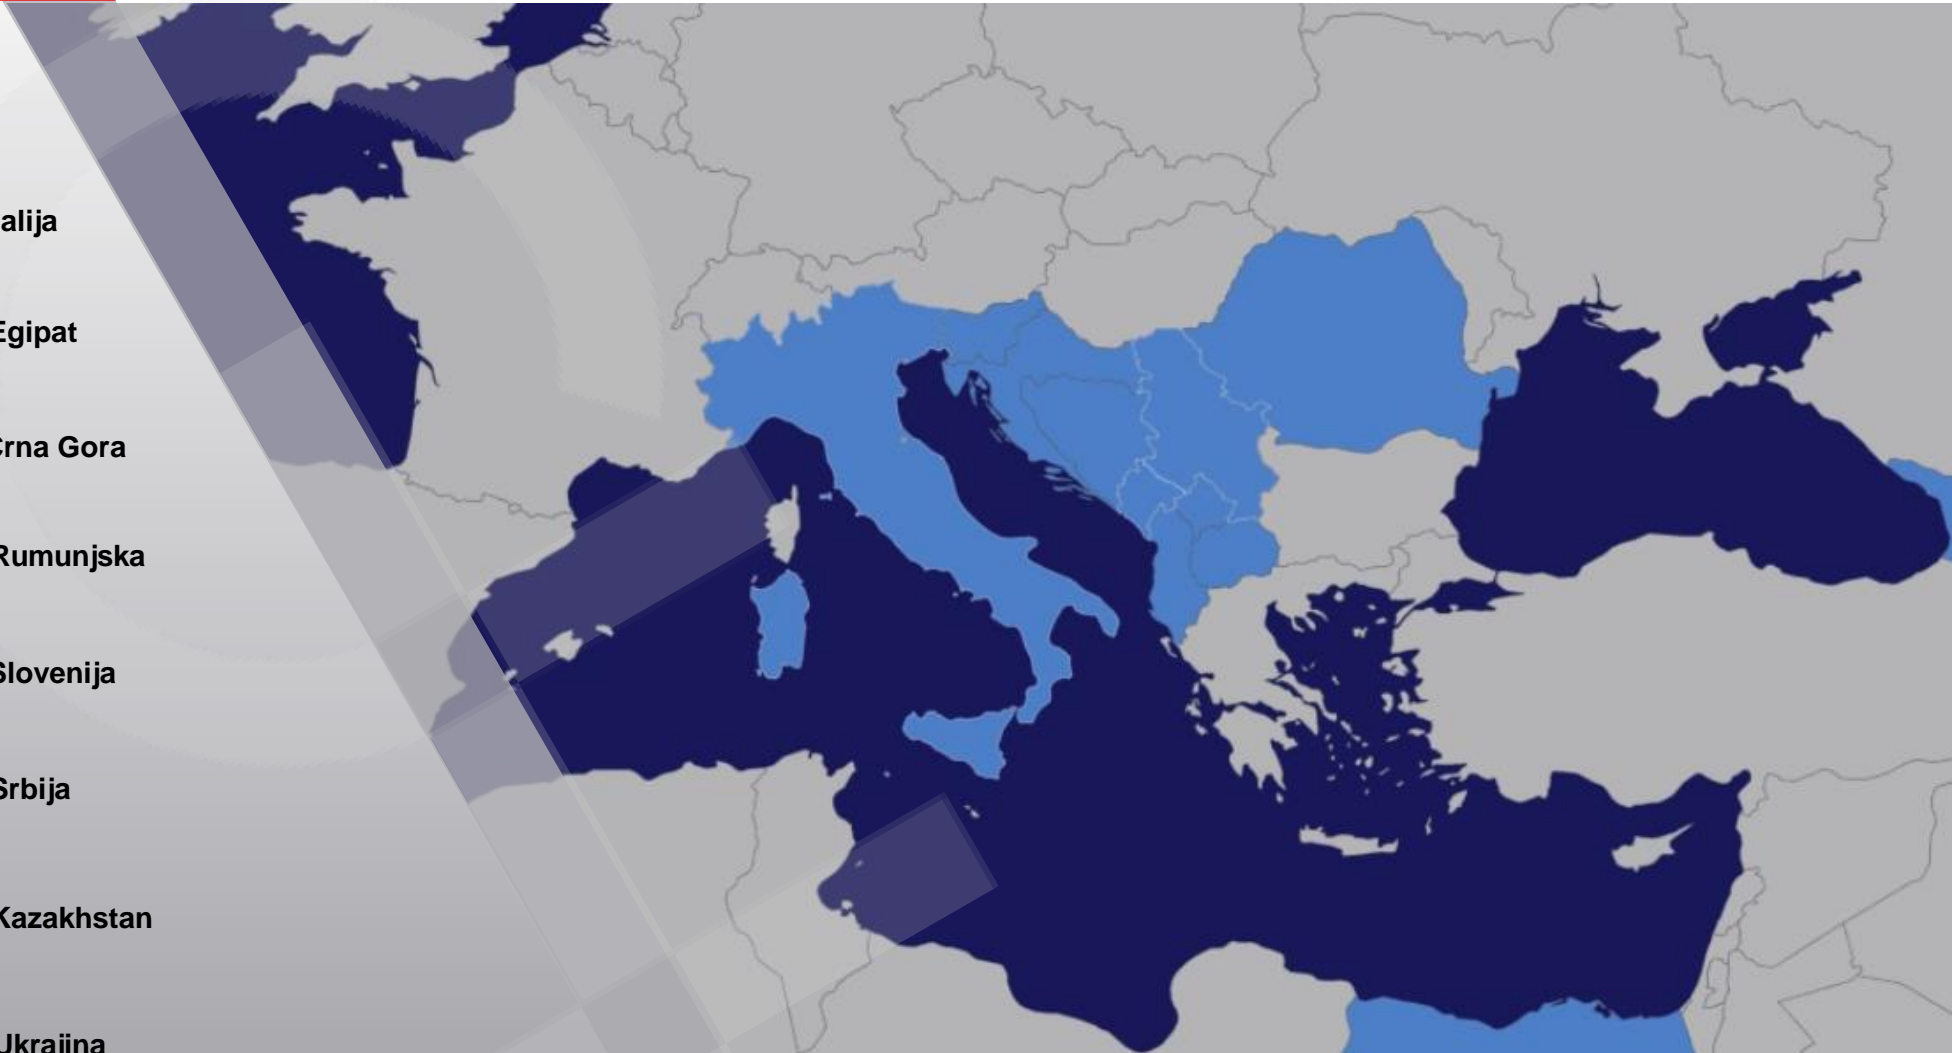 alija
Egipat
Crna Gora
Rumunjska
Slovenija
Srbija
Kazakhstan
Ukrajina